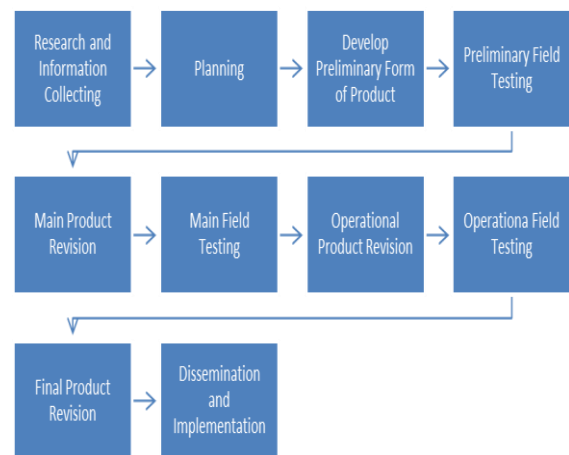 Research and
Information
Collecting
Planning
Develop
Preliminary Form
of Product
Preliminary Field
Testing
Main Product
Revision
Main Field
Testing
Operational
Product Revision
Operationa Field
Testing
Final Product
Revision
Dissemination
and
Implementation